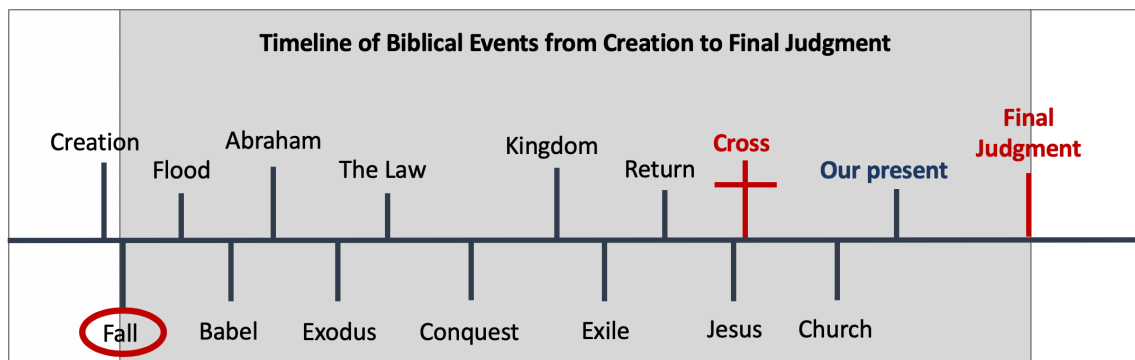 Timeline of Biblical Events from Creation to Final Judgment
Creation
Flood
Abraham
The Law
Kingdom
Return
Cross
Our present
Final
Judgment
Fall
Babel
Exodus
Conquest
Exile
Jesus
Church